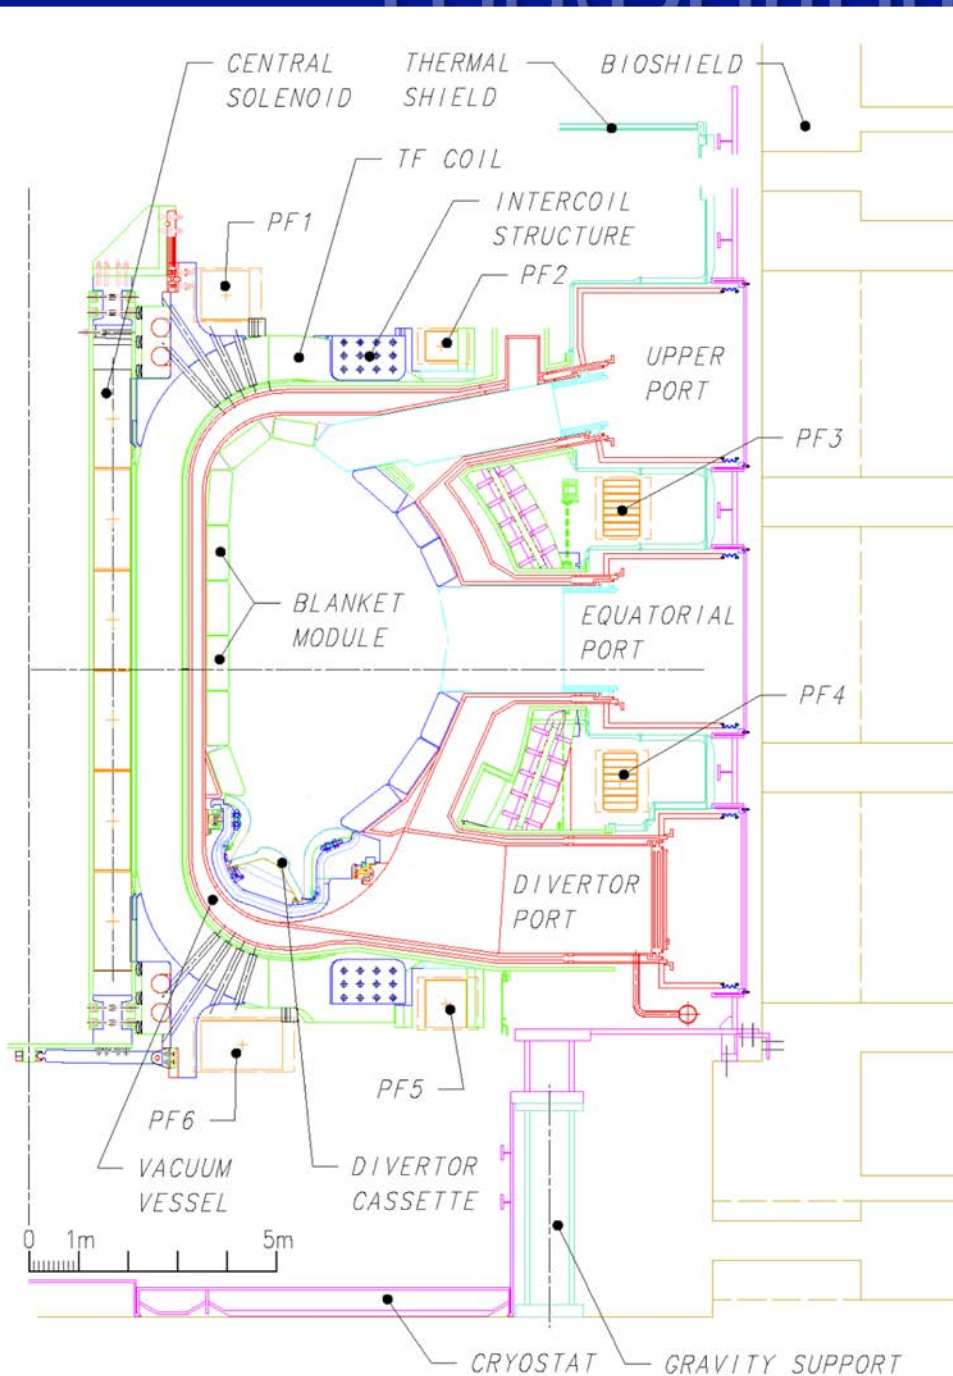 CENTRAL
SOLENOID
THERMAL
SHIELD
BIOSHIELD
TF COIL
INTERCOIL
STRUCTURE
PF1
PF2
UPPER
PORT
PF3
BLANKET
MODULE
EQUATORIAL
PORT
PF4
DIVERTOR
PORT
PF5
PF6
VACUUM
VESSEL
DIVERTOR
CASSETTE
0 1m 5m
CRYOSTAT
GRAVITY SUPPORT